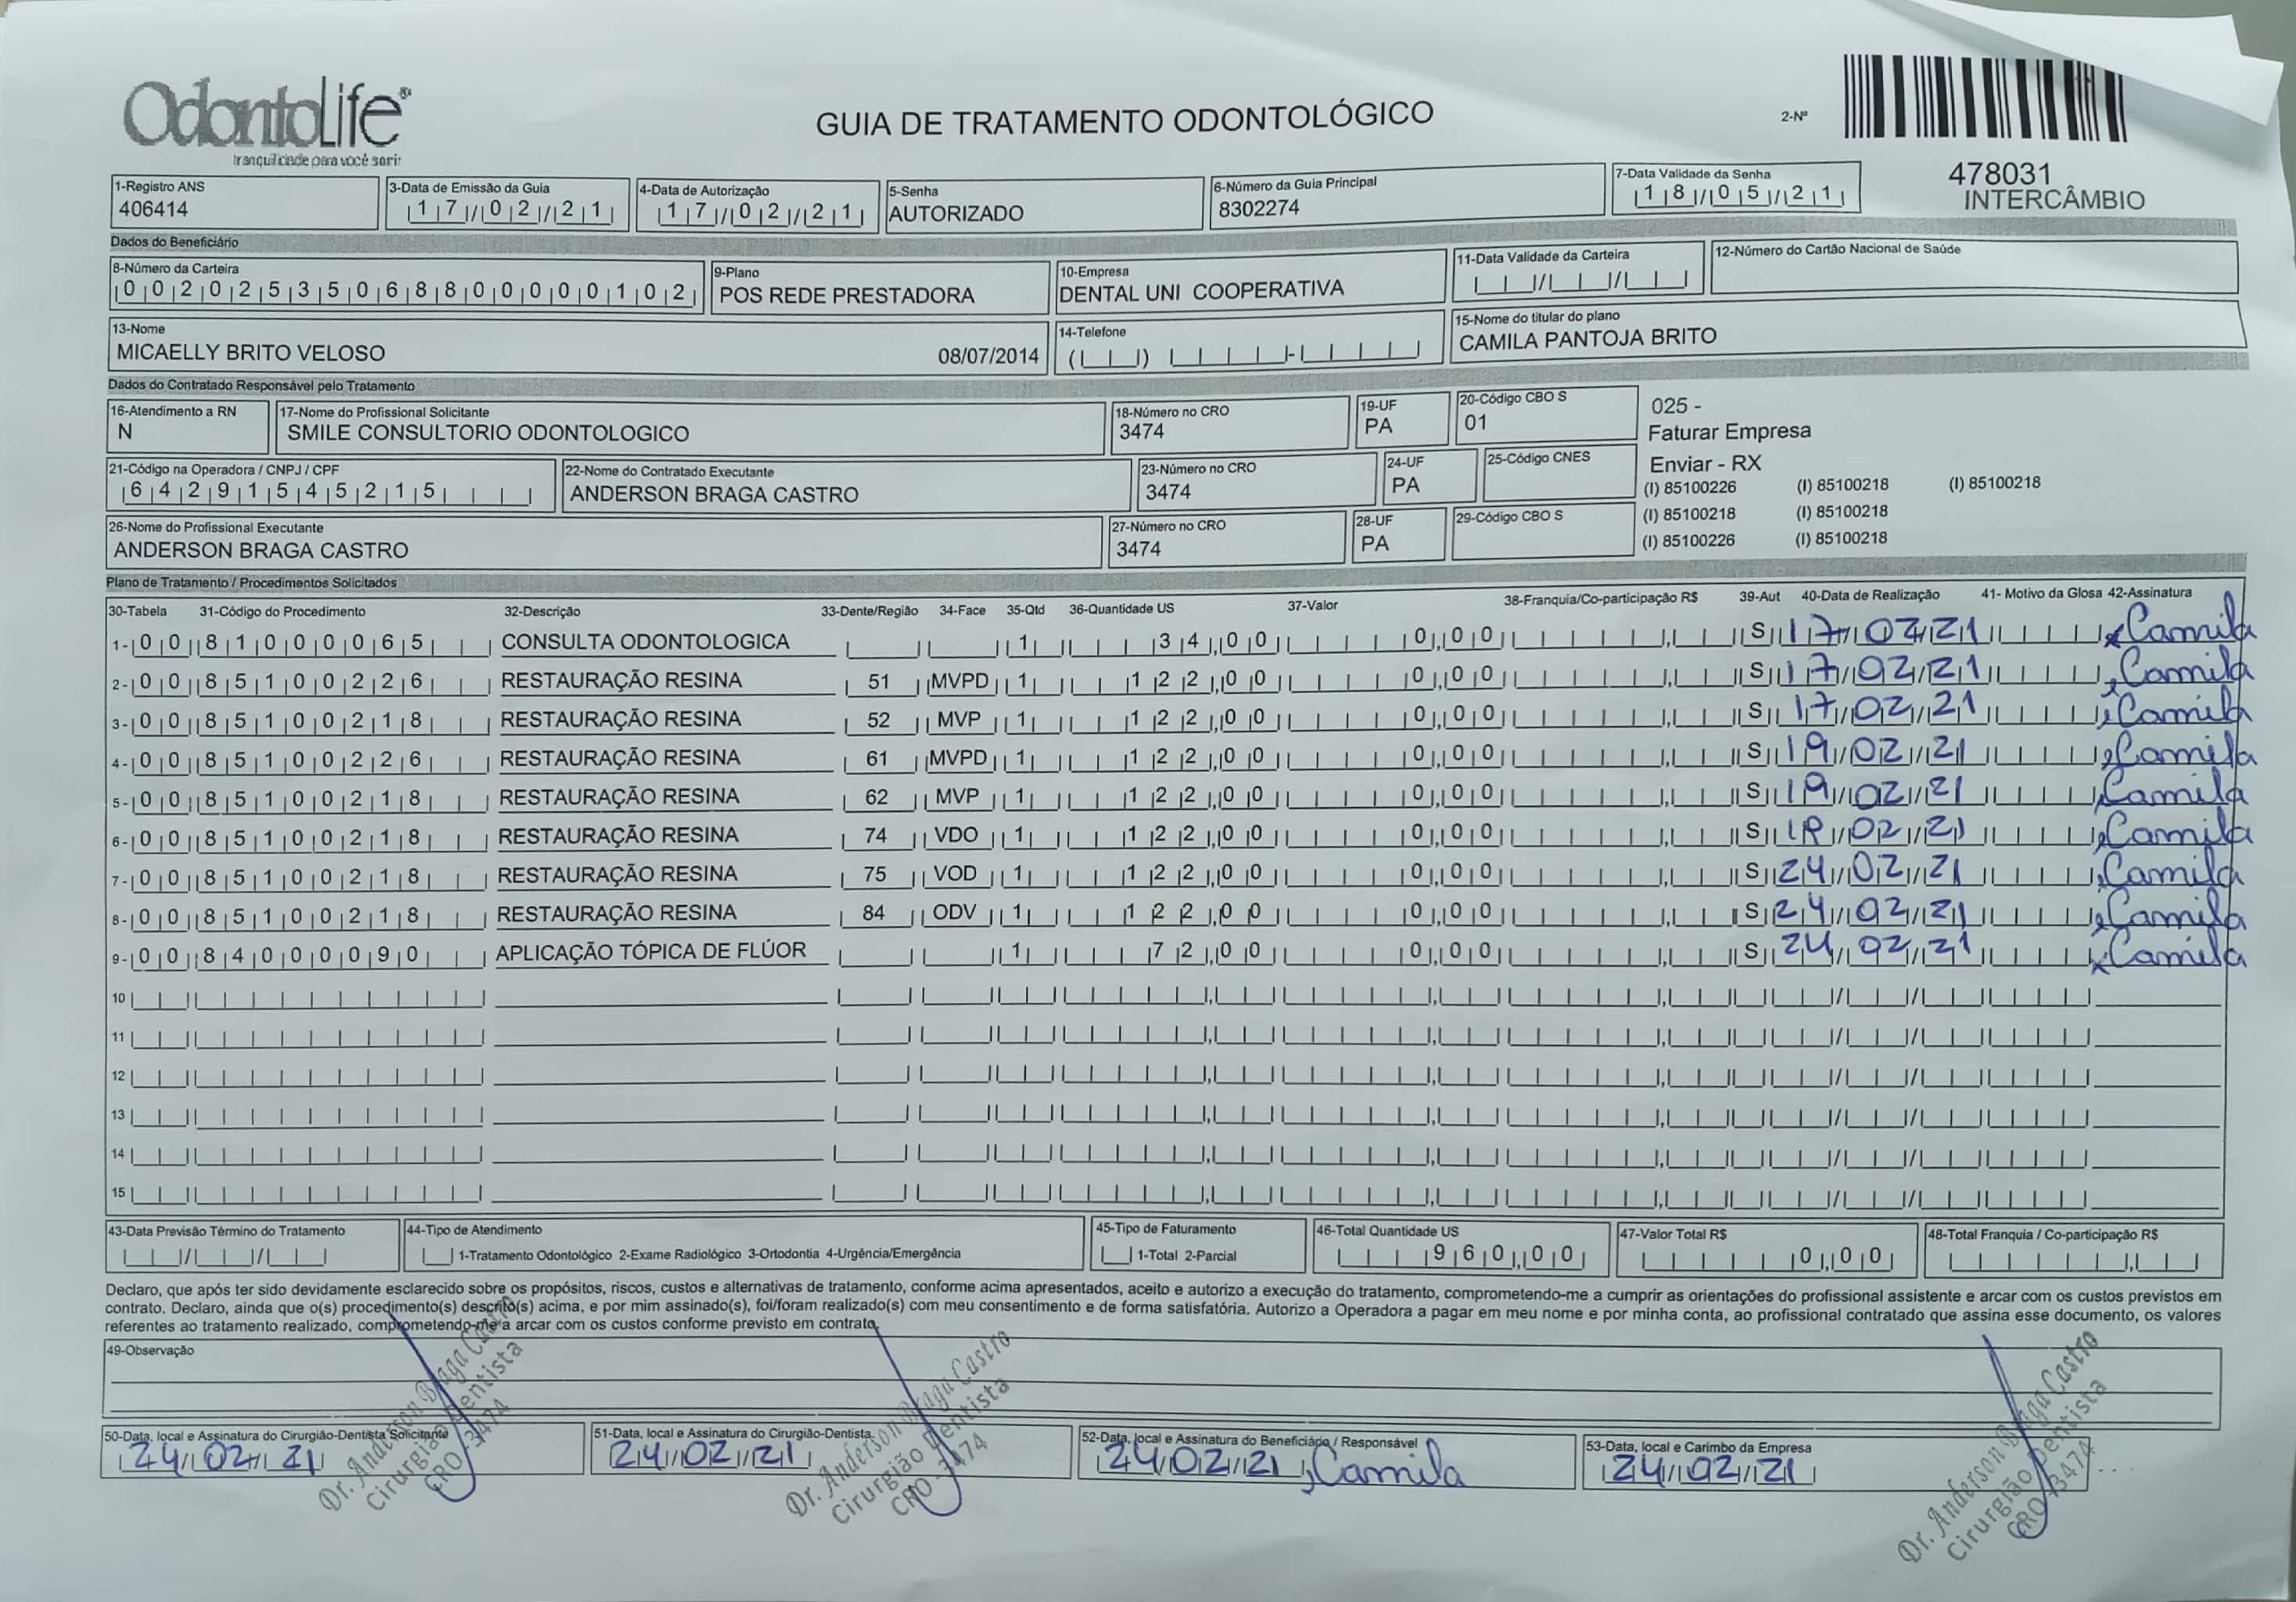 OdontoLife®
tranquilidade para você sorrir
GUIA DE TRATAMENTO ODONTOLÓGICO
2-Nº
478031
INTERCÂMBIO
1-Registro ANS
406414
3-Data de Emissão da Guia
17/02/21
4-Data de Autorização
17/02/21
5-Senha
AUTORIZADO
6-Número da Guia Principal
8302274
7-Data Validade da Senha
18/05/21
Dados do Beneficiário
8-Número da Carteira
00202535068800000102
9-Plano
POS REDE PRESTADORA
10-Empresa
DENTAL UNI COOPERATIVA
11-Data Validade da Carteira
12-Número do Cartão Nacional de Saúde
13-Nome
MICAELLY BRITO VELOSO 08/07/2014
14-Telefone
15-Nome do titular do plano
CAMILA PANTOJA BRITO
Dados do Contratado Responsável pelo Tratamento
16-Atendimento a RN
N
17-Nome do Profissional Solicitante
SMILE CONSULTORIO ODONTOLOGICO
18-Número no CRO
3474
19-UF
PA
20-Código CBO S
01
025 -
Faturar Empresa
21-Código na Operadora / CNPJ / CPF
64291545215
22-Nome do Contratado Executante
ANDERSON BRAGA CASTRO
23-Número no CRO
3474
24-UF
PA
25-Código CNES
Enviar - RX
(I) 85100226 (I) 85100218 (I) 85100218
(I) 85100218 (I) 85100218
(I) 85100226 (I) 85100218
26-Nome do Profissional Executante
ANDERSON BRAGA CASTRO
27-Número no CRO
3474
28-UF
PA
29-Código CBO S
Plano de Tratamento / Procedimentos Solicitados
30-Tabela 31-Código do Procedimento 32-Descrição 33-Dente/Região 34-Face 35-Qtd 36-Quantidade US 37-Valor 38-Franquia/Co-participação R$ 39-Aut 40-Data de Realização 41- Motivo da Glosa 42-Assinatura
1- 00 81000065 CONSULTA ODONTOLOGICA 1 34,00 0,00 S 17/02/21 Camila
2- 00 85100226 RESTAURAÇÃO RESINA 51 MVPD 1 122,00 0,00 S 17/02/21 Camila
3- 00 85100218 RESTAURAÇÃO RESINA 52 MVP 1 122,00 0,00 S 17/02/21 Camila
4- 00 85100226 RESTAURAÇÃO RESINA 61 MVPD 1 122,00 0,00 S 19/02/21 Camila
5- 00 85100218 RESTAURAÇÃO RESINA 62 MVP 1 122,00 0,00 S 19/02/21 Camila
6- 00 85100218 RESTAURAÇÃO RESINA 74 VDO 1 122,00 0,00 S 19/02/21 Camila
7- 00 85100218 RESTAURAÇÃO RESINA 75 VOD 1 122,00 0,00 S 24/02/21 Camila
8- 00 85100218 RESTAURAÇÃO RESINA 84 ODV 1 122,00 0,00 S 24/02/21 Camila
9- 00 84000090 APLICAÇÃO TÓPICA DE FLÚOR 1 72,00 0,00 S 24/02/21 Camila
10
11
12
13
14
15
43-Data Previsão Término do Tratamento
44-Tipo de Atendimento
1-Tratamento Odontológico 2-Exame Radiológico 3-Ortodontia 4-Urgência/Emergência
45-Tipo de Faturamento
1-Total 2-Parcial
46-Total Quantidade US
960,00
47-Valor Total R$
0,00
48-Total Franquia / Co-participação R$
Declaro, que após ter sido devidamente esclarecido sobre os propósitos, riscos, custos e alternativas de tratamento, conforme acima apresentados, aceito e autorizo a execução do tratamento, comprometendo-me a cumprir as orientações do profissional assistente e arcar com os custos previstos em
contrato. Declaro, ainda que o(s) procedimento(s) descrito(s) acima, e por mim assinado(s), foi/foram realizado(s) com meu consentimento e de forma satisfatória. Autorizo a Operadora a pagar em meu nome e por minha conta, ao profissional contratado que assina esse documento, os valores
referentes ao tratamento realizado, comprometendo-me a arcar com os custos conforme previsto em contrato.
49-Observação
50-Data, local e Assinatura do Cirurgião-Dentista Solicitante
24/02/21
Dr. Anderson Braga Castro
Cirurgião Dentista
CRO - 3474
51-Data, local e Assinatura do Cirurgião-Dentista
24/02/21
Dr. Anderson Braga Castro
Cirurgião Dentista
CRO - 3474
52-Data, local e Assinatura do Beneficiário / Responsável
24/02/21 Camila
53-Data, local e Carimbo da Empresa
24/02/21
Dr. Anderson Braga Castro
Cirurgião Dentista
CRO - 3474